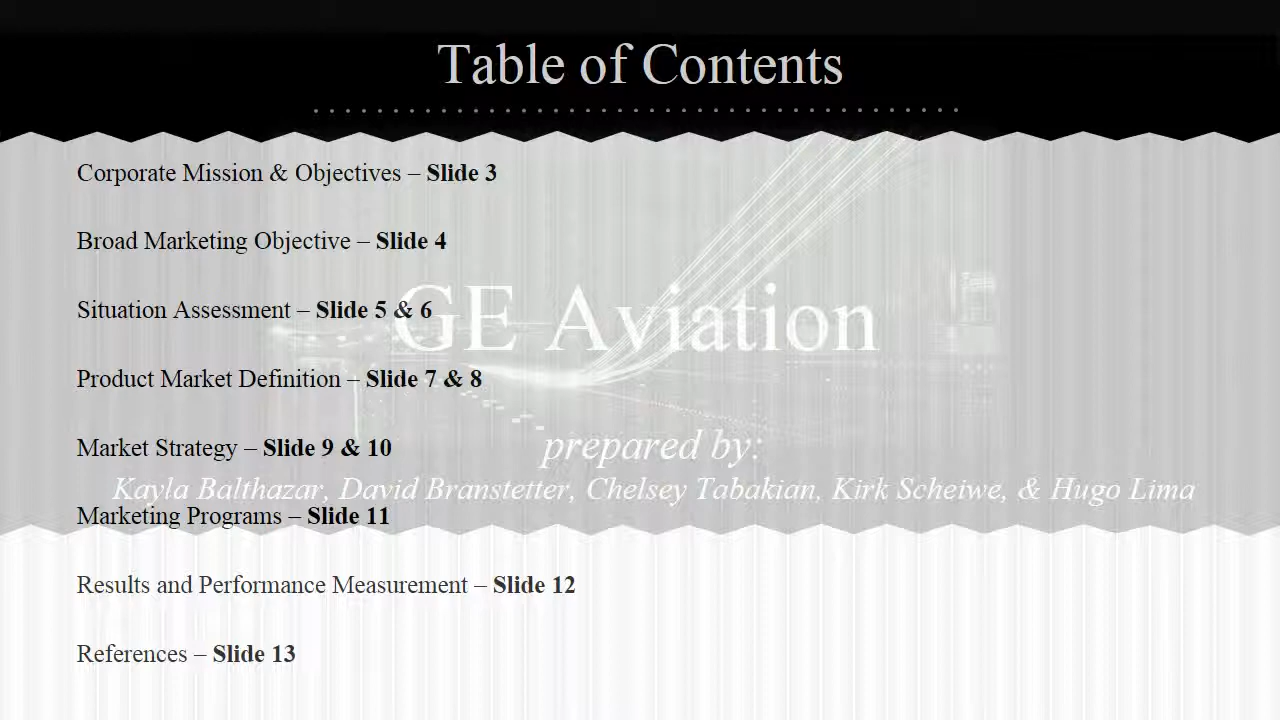 Table of Contents
Corporate Mission & Objectives – Slide 3
Broad Marketing Objective – Slide 4
Situation Assessment – Slide 5 & 6
GE Aviation
Product Market Definition – Slide 7 & 8
Market Strategy – Slide 9 & 10
prepared by:
Kayla Balthazar, David Branstetter, Chelsey Tabakian, Kirk Scheiwe, & Hugo Lima
Marketing Programs – Slide 11
Results and Performance Measurement – Slide 12
References – Slide 13